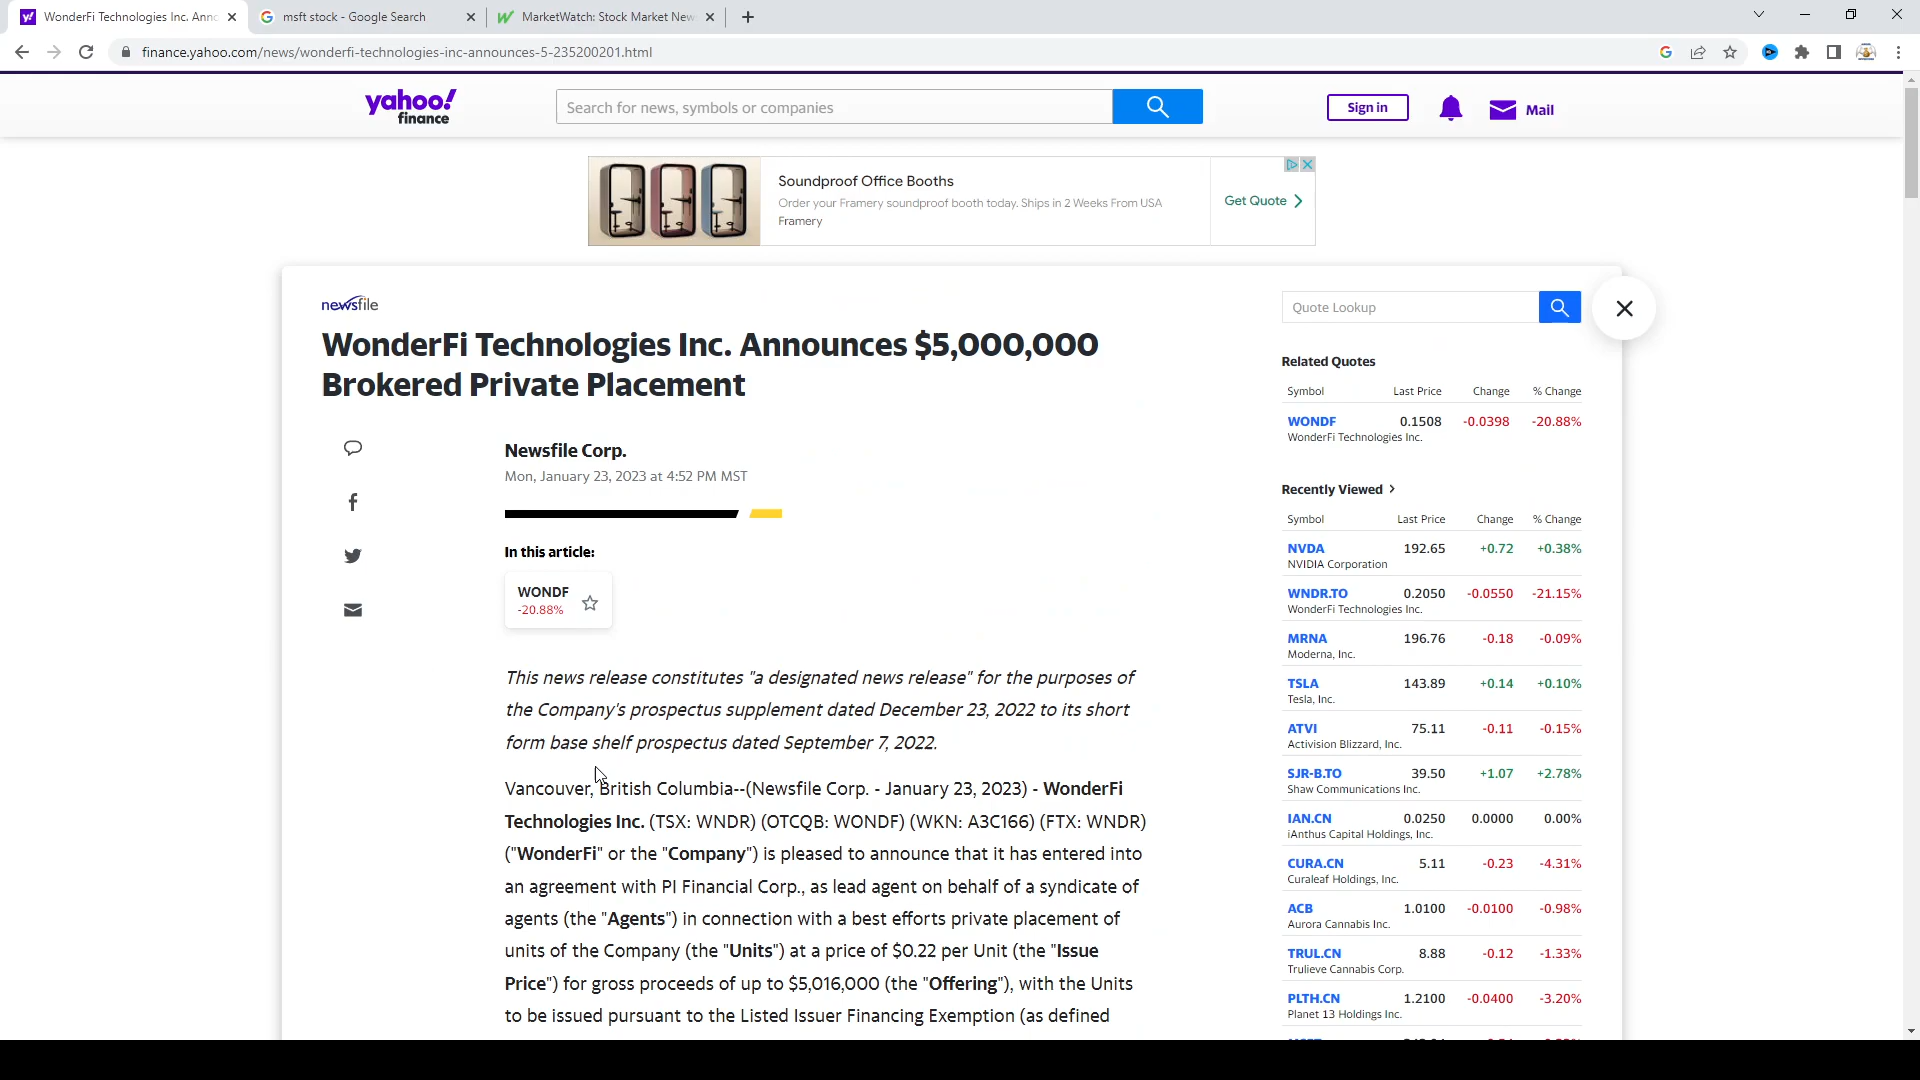 WonderFi Technologies Inc. Anno
msft stock - Google Search
MarketWatch: Stock Market New
finance.yahoo.com/news/wonderfi-technologies-inc-announces-5-235200201.html
yahoo!
finance
Search for news, symbols or companies
Sign in
Mail
Soundproof Office Booths
Order your Framery soundproof booth today. Ships in 2 Weeks From USA
Framery
Get Quote
newsfile
WonderFi Technologies Inc. Announces $5,000,000
Brokered Private Placement
Newsfile Corp.
Mon, January 23, 2023 at 4:52 PM MST
In this article:
WONDF
-20.88%
This news release constitutes "a designated news release" for the purposes of
the Company's prospectus supplement dated December 23, 2022 to its short
form base shelf prospectus dated September 7, 2022.
Vancouver, British Columbia--(Newsfile Corp. - January 23, 2023) - WonderFi
Technologies Inc. (TSX: WNDR) (OTCQB: WONDF) (WKN: A3C166) (FTX: WNDR)
("WonderFi" or the "Company") is pleased to announce that it has entered into
an agreement with PI Financial Corp., as lead agent on behalf of a syndicate of
agents (the "Agents") in connection with a best efforts private placement of
units of the Company (the "Units") at a price of $0.22 per Unit (the "Issue
Price") for gross proceeds of up to $5,016,000 (the "Offering"), with the Units
to be issued pursuant to the Listed Issuer Financing Exemption (as defined
Quote Lookup
Related Quotes
Symbol Last Price Change % Change
WONDF 0.1508 -0.0398 -20.88%
WonderFi Technologies Inc.
Recently Viewed
Symbol Last Price Change % Change
NVDA 192.65 +0.72 +0.38%
NVIDIA Corporation
WNDR.TO 0.2050 -0.0550 -21.15%
WonderFi Technologies Inc.
MRNA 196.76 -0.18 -0.09%
Moderna, Inc.
TSLA 143.89 +0.14 +0.10%
Tesla, Inc.
ATVI 75.11 -0.11 -0.15%
Activision Blizzard, Inc.
SJR-B.TO 39.50 +1.07 +2.78%
Shaw Communications Inc.
IAN.CN 0.0250 0.0000 0.00%
iAnthus Capital Holdings, Inc.
CURA.CN 5.11 -0.23 -4.31%
Curaleaf Holdings, Inc.
ACB 1.0100 -0.0100 -0.98%
Aurora Cannabis Inc.
TRUL.CN 8.88 -0.12 -1.33%
Trulieve Cannabis Corp.
PLTH.CN 1.2100 -0.0400 -3.20%
Planet 13 Holdings Inc.